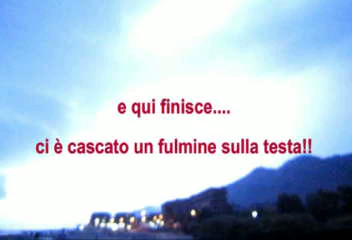 e qui finisce....
ci è cascato un fulmine sulla testa!!